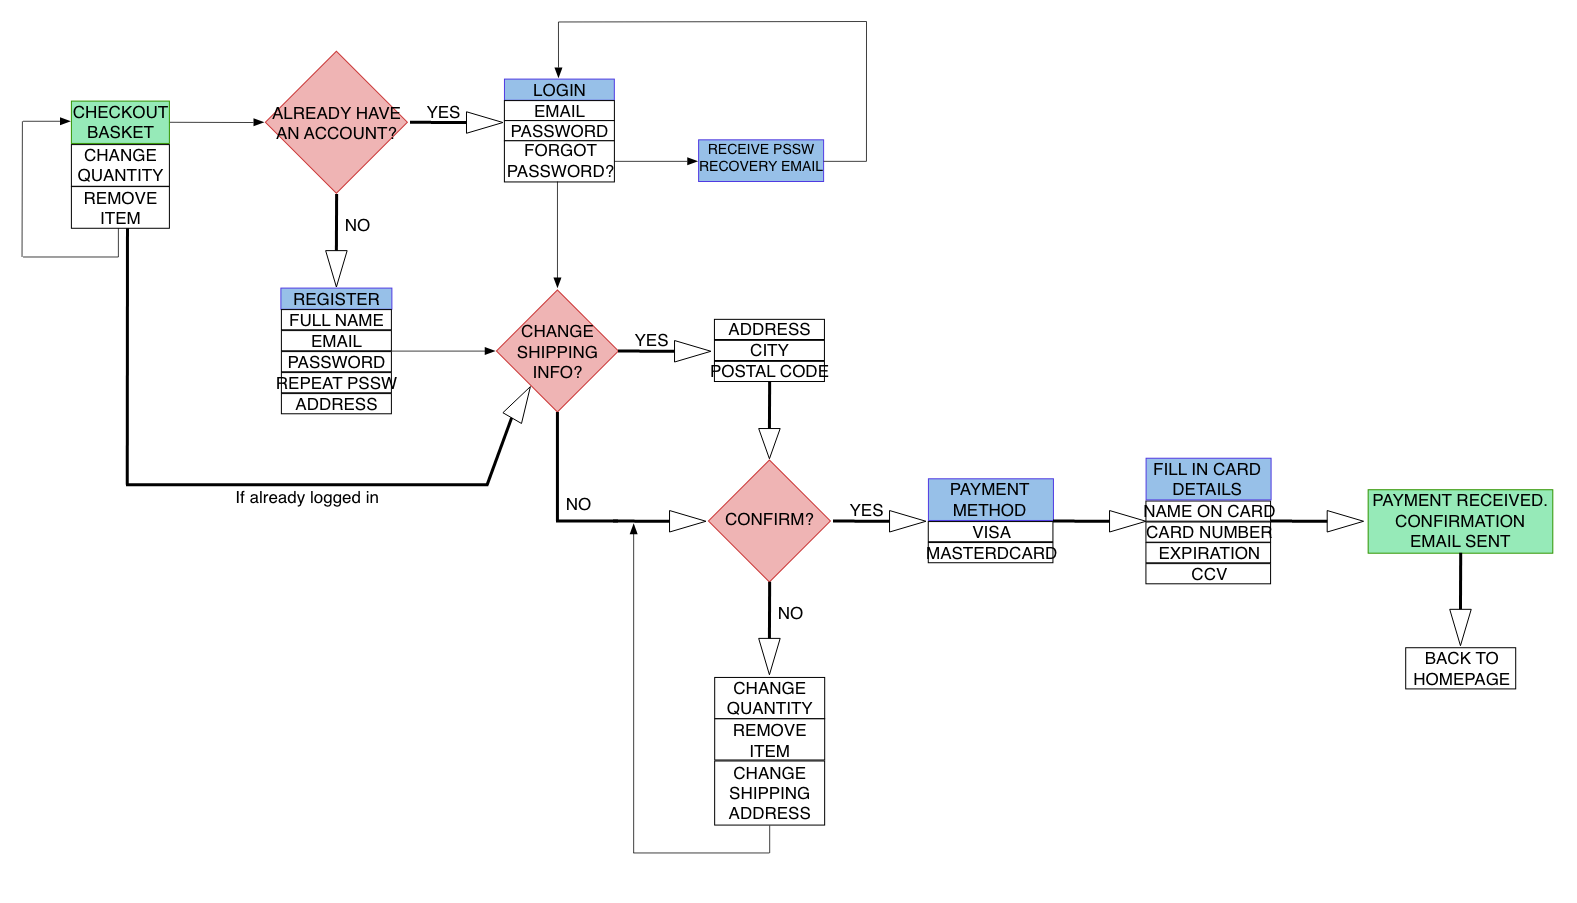 CHECKOUT
BASKET
CHANGE
QUANTITY
REMOVE
ITEM
ALREADY HAVE
AN ACCOUNT?
YES
NO
LOGIN
EMAIL
PASSWORD
FORGOT
PASSWORD?
RECEIVE PSSW
RECOVERY EMAIL
REGISTER
FULL NAME
EMAIL
PASSWORD
REPEAT PSSW
ADDRESS
If already logged in
CHANGE
SHIPPING
INFO?
YES
NO
ADDRESS
CITY
POSTAL CODE
CONFIRM?
YES
NO
CHANGE
QUANTITY
REMOVE
ITEM
CHANGE
SHIPPING
ADDRESS
PAYMENT
METHOD
VISA
MASTERDCARD
FILL IN CARD
DETAILS
NAME ON CARD
CARD NUMBER
EXPIRATION
CCV
PAYMENT RECEIVED.
CONFIRMATION
EMAIL SENT
BACK TO
HOMEPAGE